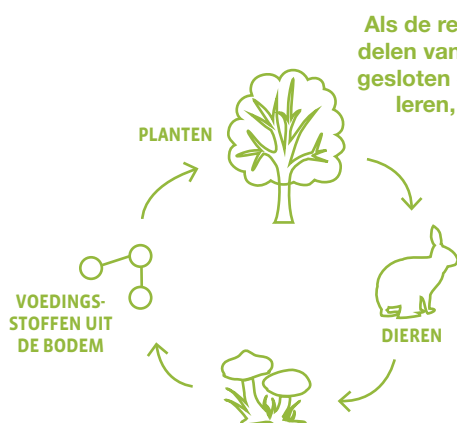 Als de re
delen van
gesloten
leren,
PLANTEN
DIEREN
VOEDINGS-
STOFFEN UIT
DE BODEM